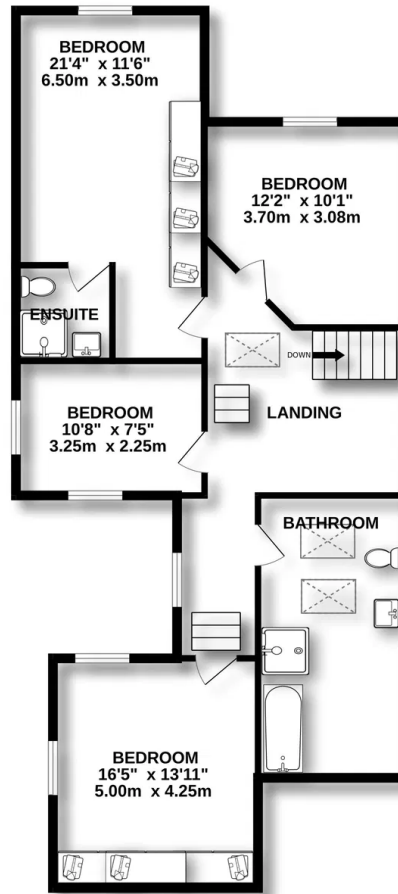 BEDROOM
21'4" x 11'6"
6.50m x 3.50m
BEDROOM
12'2" x 10'1"
3.70m x 3.08m
ENSUITE
DOWN
BEDROOM
10'8" x 7'5"
3.25m x 2.25m
LANDING
BATHROOM
BEDROOM
16'5" x 13'11"
5.00m x 4.25m